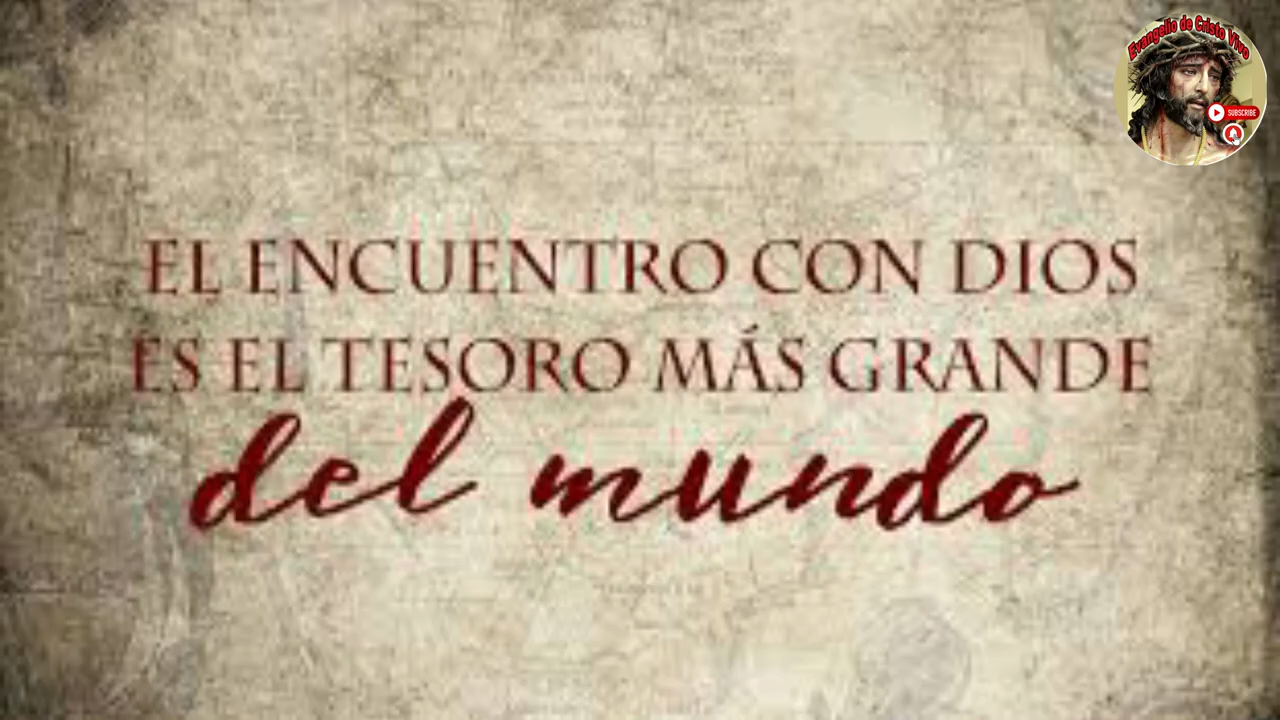 Evangelio de Cristo Vivo
SUBSCRIBE
EL ENCUENTRO CON DIOS
ES EL TESORO MÁS GRANDE
del mundo